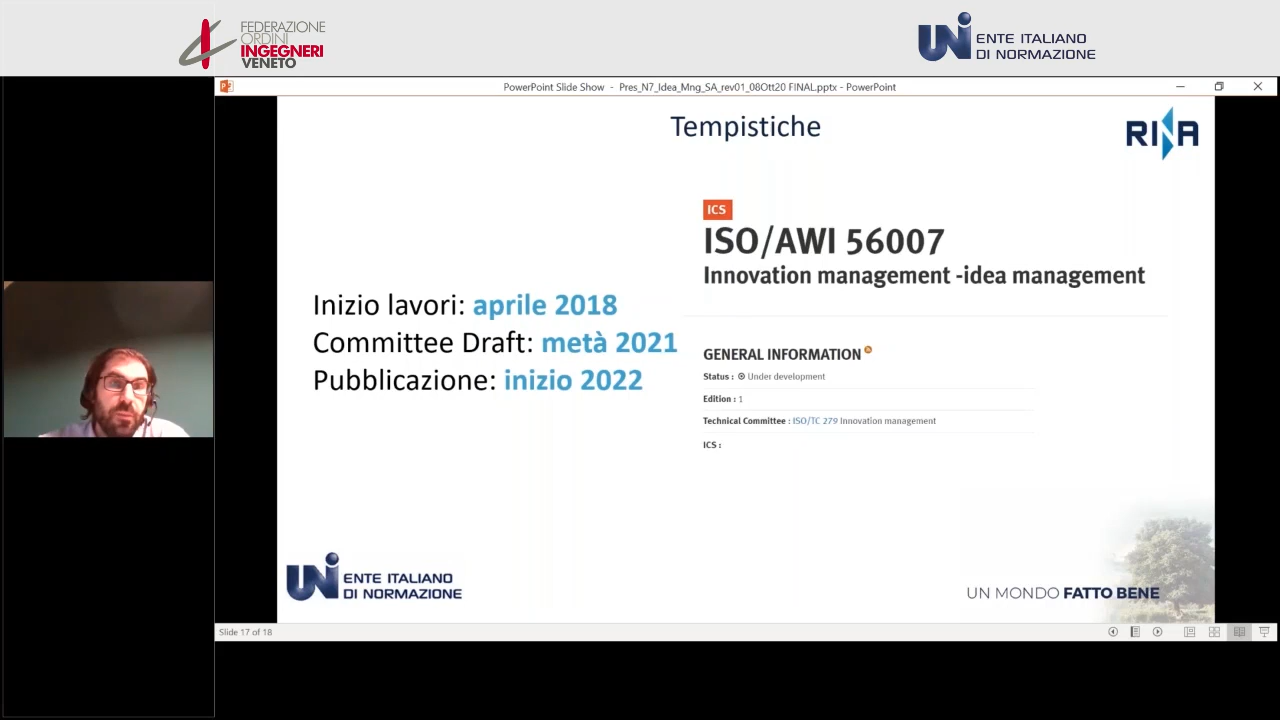 FEDERAZIONE
ORDINI
INGEGNERI
VENETO
UNI ENTE ITALIANO
DI NORMAZIONE
PowerPoint Slide Show - Pres_N7_Idea_Mng_SA_rev01_08Ott20 FINAL.pptx - PowerPoint
Tempistiche
RINA
ICS
ISO/AWI 56007
Innovation management -idea management
Inizio lavori: aprile 2018
Committee Draft: metà 2021
Pubblicazione: inizio 2022
GENERAL INFORMATION
Status : Under development
Edition : 1
Technical Committee : ISO/TC 279 Innovation management
ICS :
UNI ENTE ITALIANO
DI NORMAZIONE
UN MONDO FATTO BENE
Slide 17 of 18